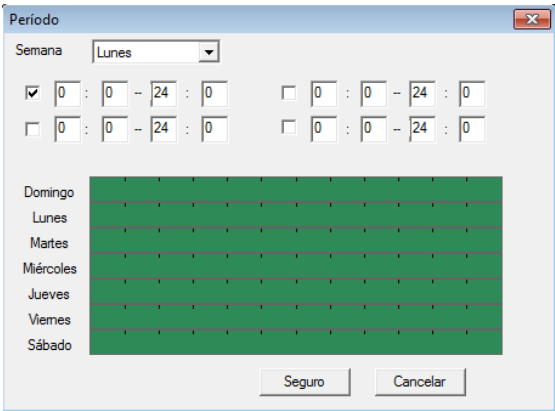 Período
Semana Lunes
0 : 0 -- 24 : 0 0 : 0 -- 24 : 0
0 : 0 -- 24 : 0 0 : 0 -- 24 : 0
Domingo
Lunes
Martes
Miércoles
Jueves
Viernes
Sábado
Seguro Cancelar